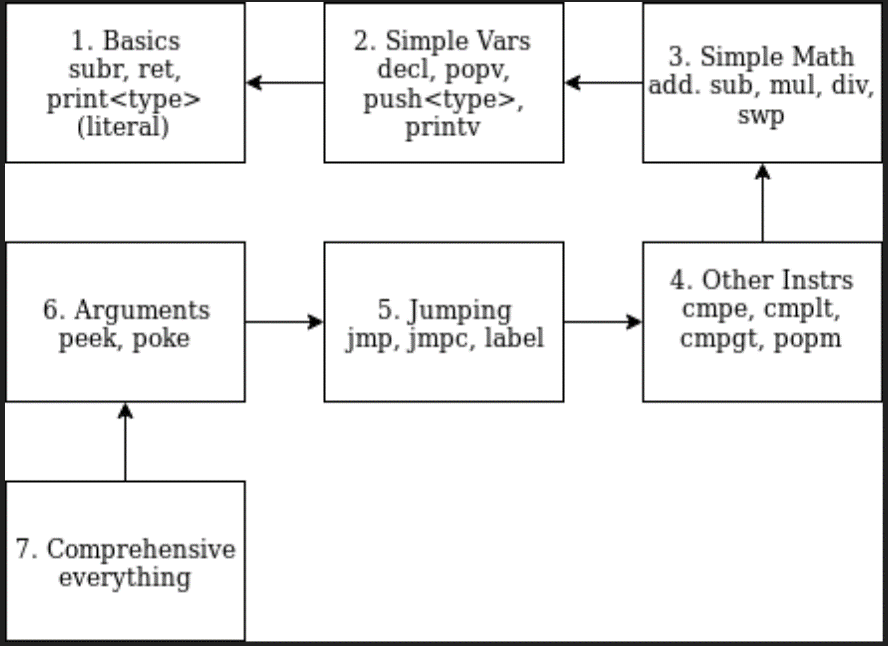 1. Basics
subr, ret,
print<type>
(literal)
2. Simple Vars
decl, popv,
push<type>,
printv
3. Simple Math
add. sub, mul, div,
swp
6. Arguments
peek, poke
5. Jumping
jmp, jmpc, label
4. Other Instrs
cmpe, cmplt,
cmpgt, popm
7. Comprehensive
everything